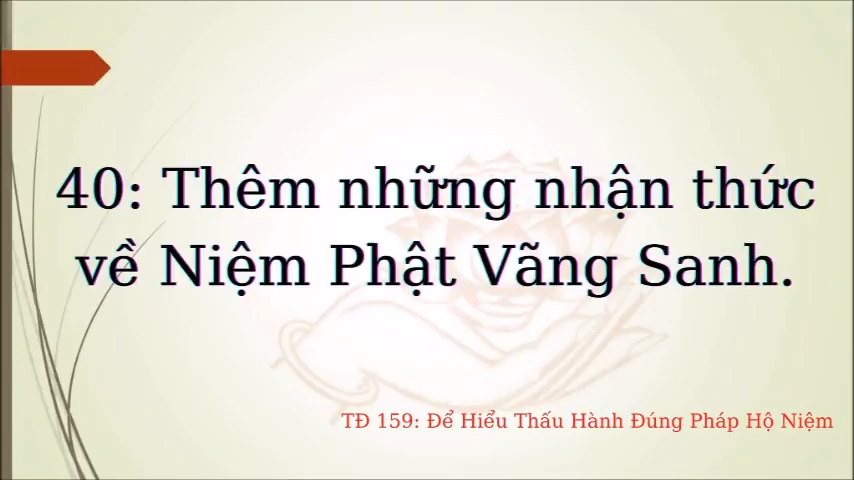 40: Thêm những nhận thức
về Niệm Phật Vãng Sanh.
TĐ 159: Để Hiểu Thấu Hành Đúng Pháp Hộ Niệm